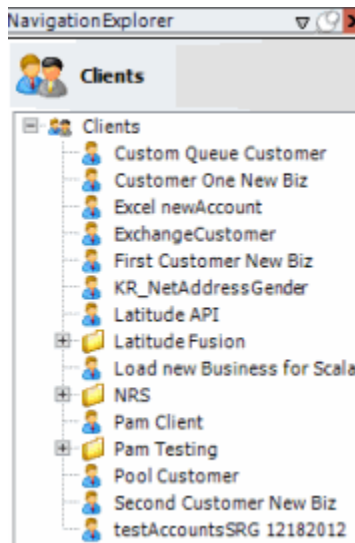 NavigationExplorer
Clients
Clients
Custom Queue Customer
Customer One New Biz
Excel newAccount
ExchangeCustomer
First Customer New Biz
KR_NetAddressGender
Latitude API
Latitude Fusion
Load new Business for Scala
NRS
Pam Client
Pam Testing
Pool Customer
Second Customer New Biz
testAccountsSRG 12182012